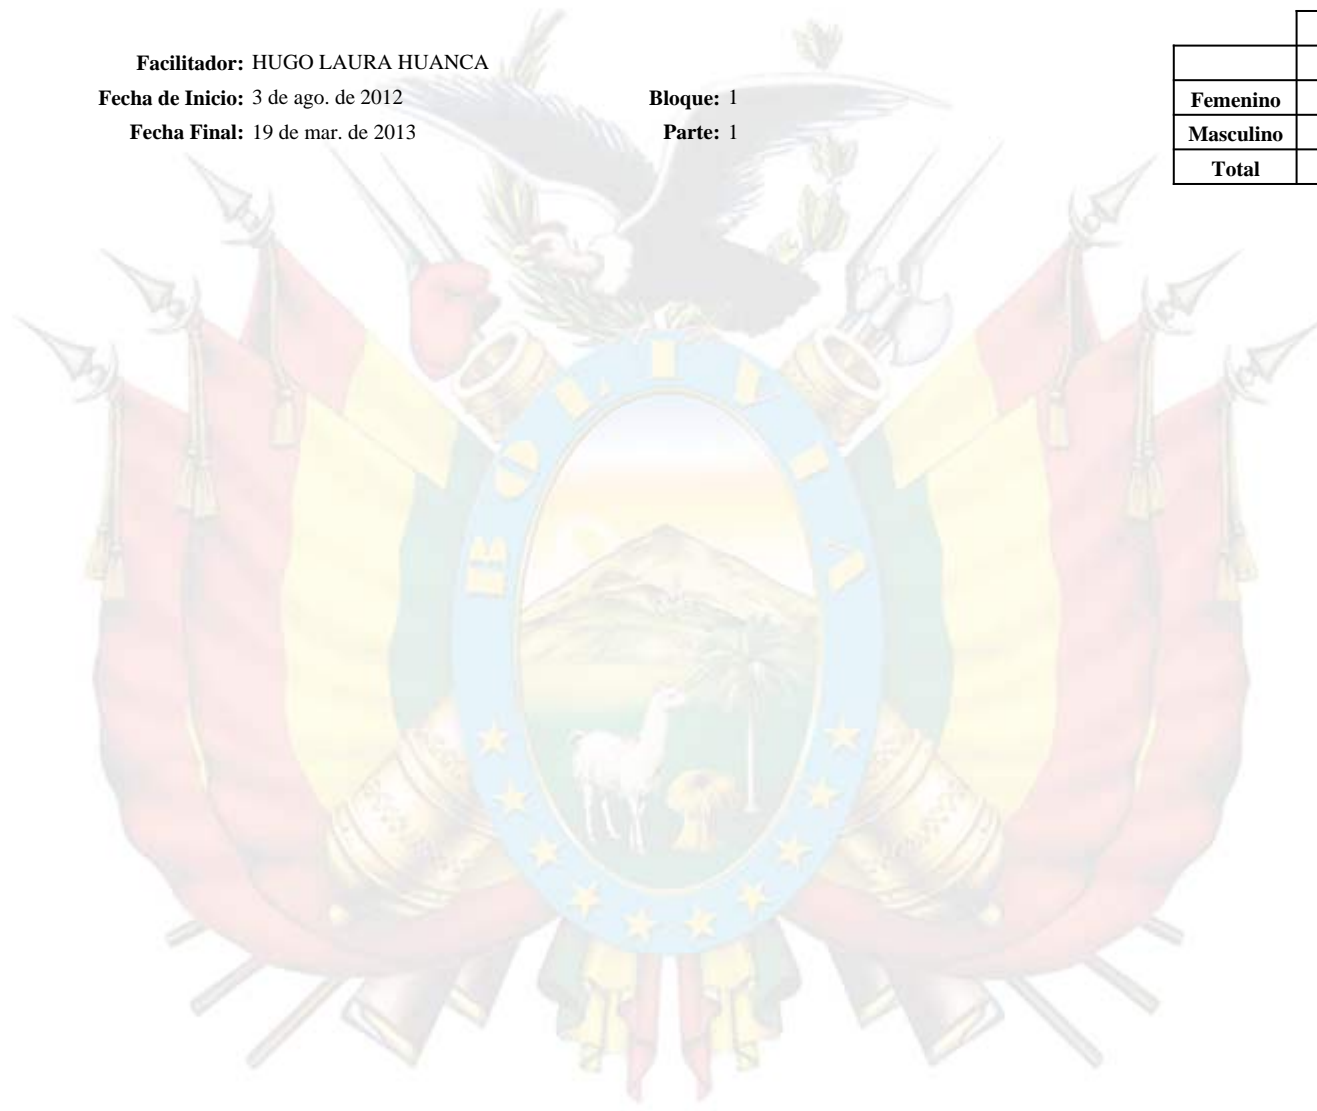 Facilitador: HUGO LAURA HUANCA
Fecha de Inicio: 3 de ago. de 2012
Bloque: 1
Fecha Final: 19 de mar. de 2013
Parte: 1
Femenino
Masculino
Total
BOLIVIA